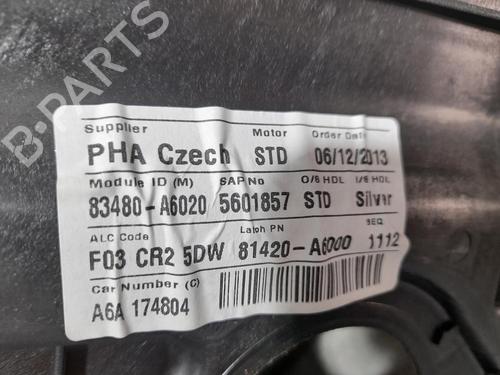 B-PARTS
Supplier Motor Order Date
PHA Czech STD 06/12/2013
Module ID (M) SAP No O/S HDL I/S HDL
83480-A6020 5601857 STD Silver
ALC Code Latch PN SEQ
F03 CR2 5DW 81420-A6000 1112
Car Number (C)
A6A 174804